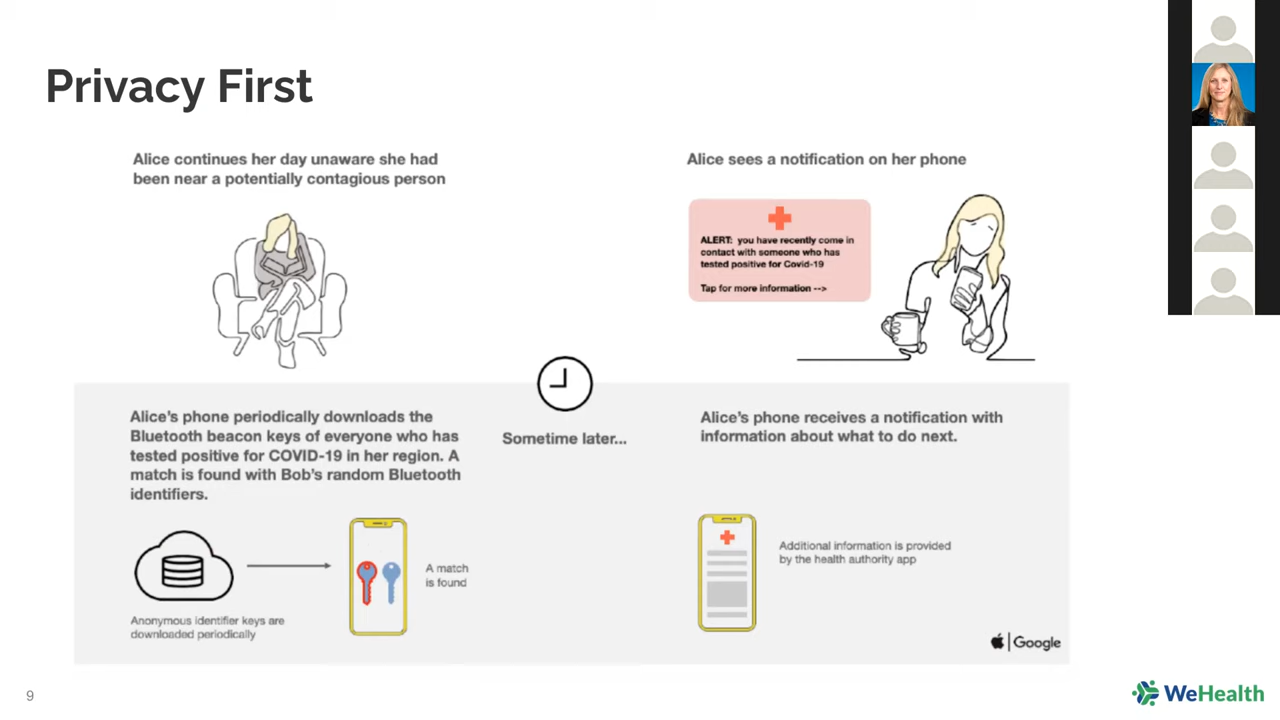 Privacy First
Alice continues her day unaware she had
been near a potentially contagious person
Alice sees a notification on her phone
ALERT: you have recently come in
contact with someone who has
tested positive for Covid-19
Tap for more information -->
Alice's phone periodically downloads the
Bluetooth beacon keys of everyone who has
tested positive for COVID-19 in her region. A
match is found with Bob's random Bluetooth
identifiers.
Sometime later...
Alice's phone receives a notification with
information about what to do next.
A match
is found
Anonymous identifier keys are
downloaded periodically
Additional information is provided
by the health authority app
Google
9
WeHealth